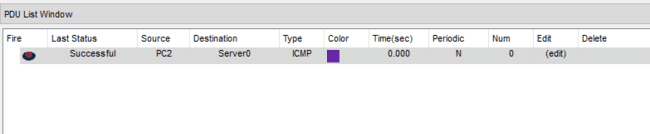 PDU List Window
Fire Last Status Source Destination Type Color Time(sec) Periodic Num Edit Delete
Successful PC2 Server0 ICMP 0.000 N 0 (edit)